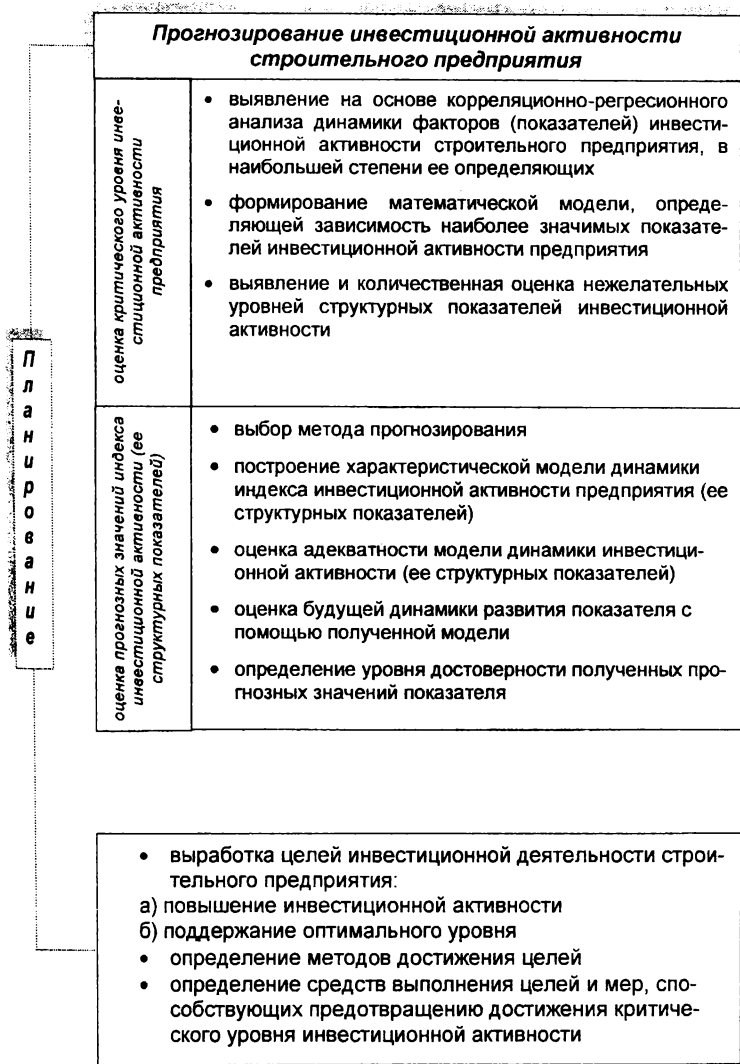 Прогнозирование инвестиционной активности
строительного предприятия
оценка критического уровня инве-
стиционной активности
предприятия
• выявление на основе корреляционно-регресионного
анализа динамики факторов (показателей) инвести-
ционной активности строительного предприятия, в
наибольшей степени ее определяющих
• формирование математической модели, опреде-
ляющей зависимость наиболее значимых показате-
лей инвестиционной активности предприятия
• выявление и количественная оценка нежелательных
уровней структурных показателей инвестиционной
активности
Планирование
оценка прогнозных значений индекса
инвестиционной активности (ее
структурных показателей)
• выбор метода прогнозирования
• построение характеристической модели динамики
индекса инвестиционной активности предприятия (ее
структурных показателей)
• оценка адекватности модели динамики инвестици-
онной активности (ее структурных показателей)
• оценка будущей динамики развития показателя с
помощью полученной модели
• определение уровня достоверности полученных про-
гнозных значений показателя
• выработка целей инвестиционной деятельности строи-
тельного предприятия:
а) повышение инвестиционной активности
б) поддержание оптимального уровня
• определение методов достижения целей
• определение средств выполнения целей и мер, спо-
собствующих предотвращению достижения критиче-
ского уровня инвестиционной активности